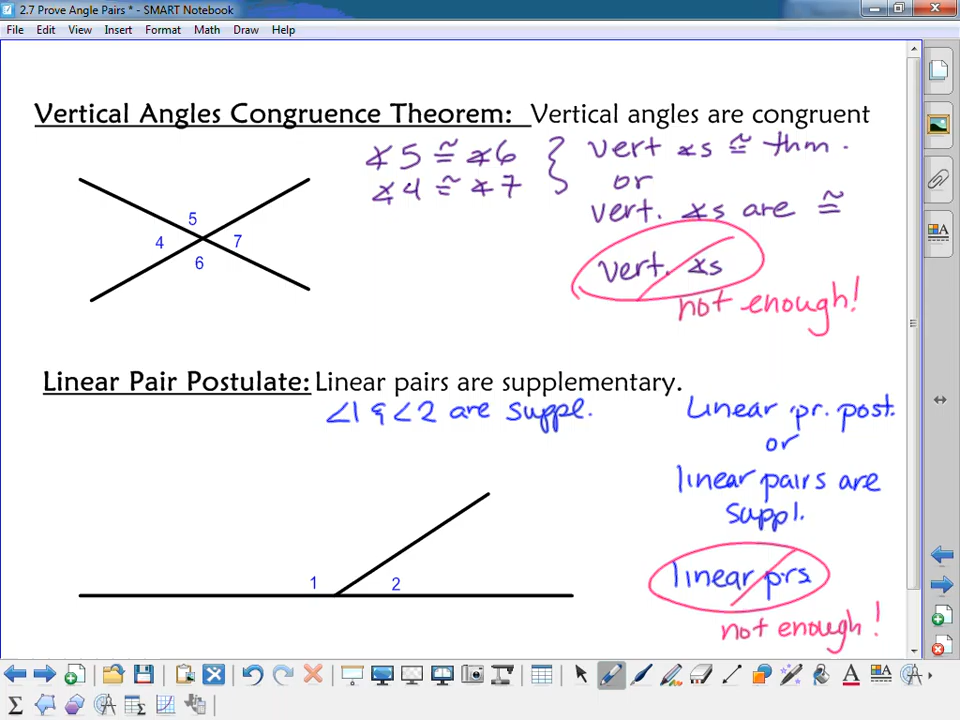 2.7 Prove Angle Pairs * - SMART Notebook
File Edit View Insert Format Math Draw Help
Vertical Angles Congruence Theorem: Vertical angles are congruent
∡5 ≅ ∡6
∡4 ≅ ∡7
vert ∡s ≅ thm.
or
vert. ∡s are ≅
vert. ∡s
not enough!
5
4
7
6
Linear Pair Postulate: Linear pairs are supplementary.
∠1 & ∠2 are suppl.
Linear pr. post.
or
linear pairs are
suppl.
linear prs
not enough!
1
2